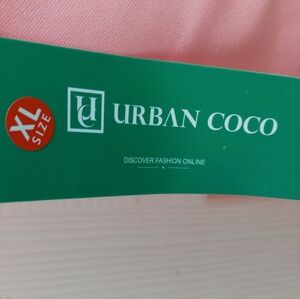 XL
SIZE
UC URBAN COCO
DISCOVER FASHION ONLINE